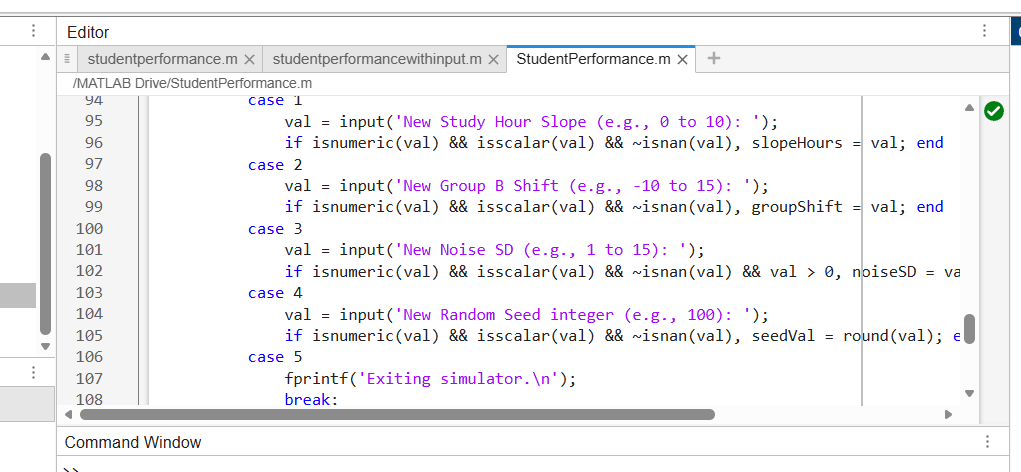 Editor
studentperformance.m × studentperformancewithinput.m × StudentPerformance.m × +
/MATLAB Drive/StudentPerformance.m
94 case 1
95 val = input('New Study Hour Slope (e.g., 0 to 10): ');
96 if isnumeric(val) && isscalar(val) && ~isnan(val), slopeHours = val; end
97 case 2
98 val = input('New Group B Shift (e.g., -10 to 15): ');
99 if isnumeric(val) && isscalar(val) && ~isnan(val), groupShift = val; end
100 case 3
101 val = input('New Noise SD (e.g., 1 to 15): ');
102 if isnumeric(val) && isscalar(val) && ~isnan(val) && val > 0, noiseSD = va
103 case 4
104 val = input('New Random Seed integer (e.g., 100): ');
105 if isnumeric(val) && isscalar(val) && ~isnan(val), seedVal = round(val); e
106 case 5
107 fprintf('Exiting simulator.\n');
108 break;
Command Window
>>